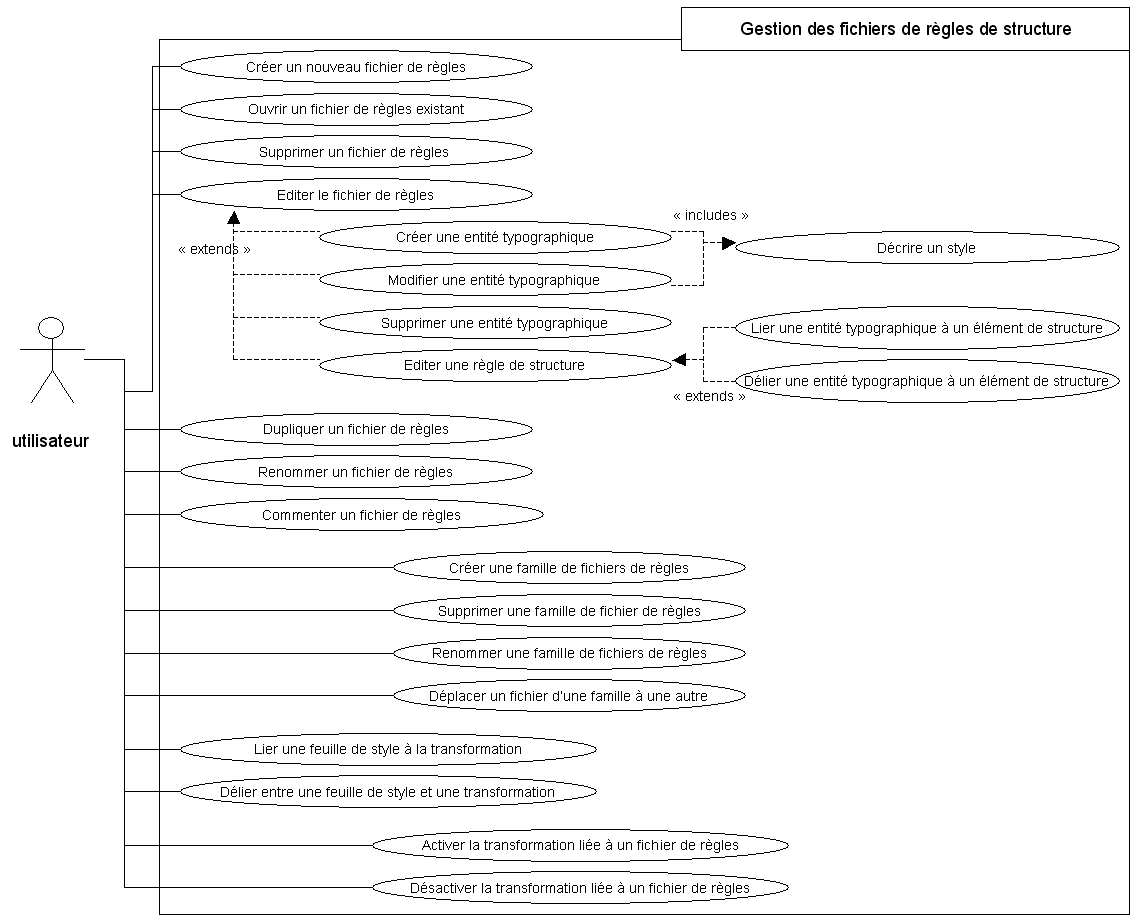 Gestion des fichiers de règles de structure
Créer un nouveau fichier de règles
Ouvrir un fichier de règles existant
Supprimer un fichier de règles
Editer le fichier de règles
« includes »
Créer une entité typographique
« extends »
Décrire un style
Modifier une entité typographique
Supprimer une entité typographique
Lier une entité typographique à un élément de structure
Editer une règle de structure
Délier une entité typographique à un élément de structure
« extends »
utilisateur
Dupliquer un fichier de règles
Renommer un fichier de règles
Commenter un fichier de règles
Créer une famille de fichiers de règles
Supprimer une famille de fichier de règles
Renommer une famille de fichiers de règles
Déplacer un fichier d'une famille à une autre
Lier une feuille de style à la transformation
Délier entre une feuille de style et une transformation
Activer la transformation liée à un fichier de règles
Désactiver la transformation liée à un fichier de règles